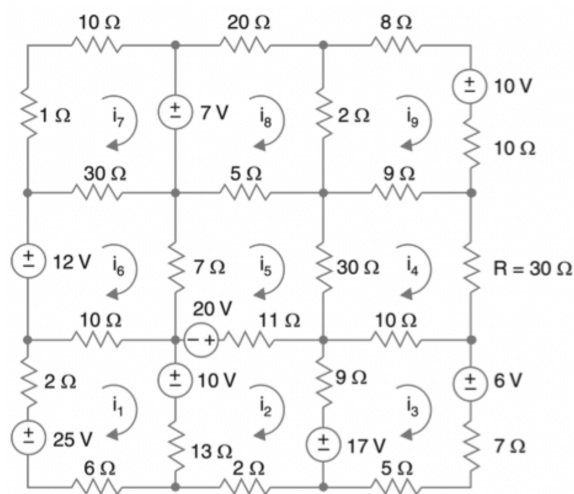 10 Ω 20 Ω 8 Ω
1 Ω i7 ± 7 V i8 2 Ω i9 ± 10 V
10 Ω
30 Ω 5 Ω 9 Ω
± 12 V i6 7 Ω i5 30 Ω i4 R = 30 Ω
20 V
10 Ω - + 11 Ω 10 Ω
2 Ω ± 10 V 9 Ω ± 6 V
i1 i2 i3
± 25 V 13 Ω ± 17 V 7 Ω
6 Ω 2 Ω 5 Ω